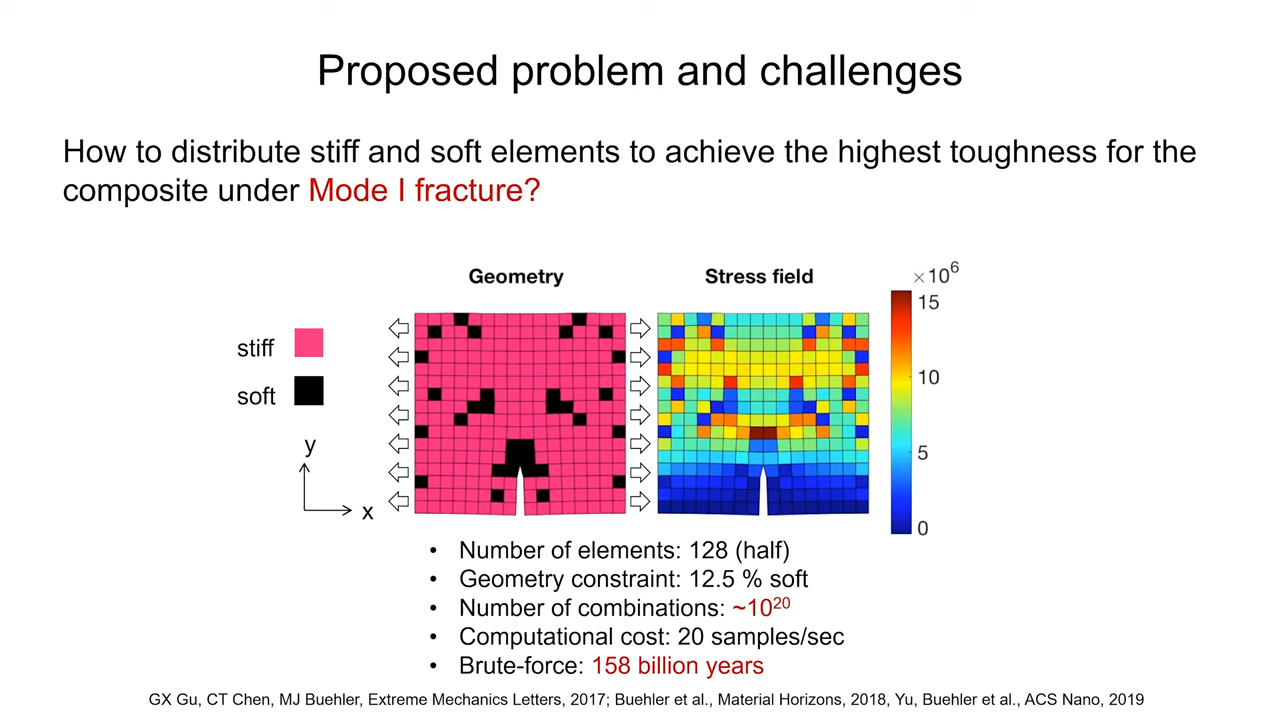 Proposed problem and challenges
How to distribute stiff and soft elements to achieve the highest toughness for the
composite under Mode I fracture?
Geometry
Stress field
×10⁶
15
10
5
0
stiff
soft
y
x
• Number of elements: 128 (half)
• Geometry constraint: 12.5 % soft
• Number of combinations: ~10²⁰
• Computational cost: 20 samples/sec
• Brute-force: 158 billion years
GX Gu, CT Chen, MJ Buehler, Extreme Mechanics Letters, 2017; Buehler et al., Material Horizons, 2018, Yu, Buehler et al., ACS Nano, 2019